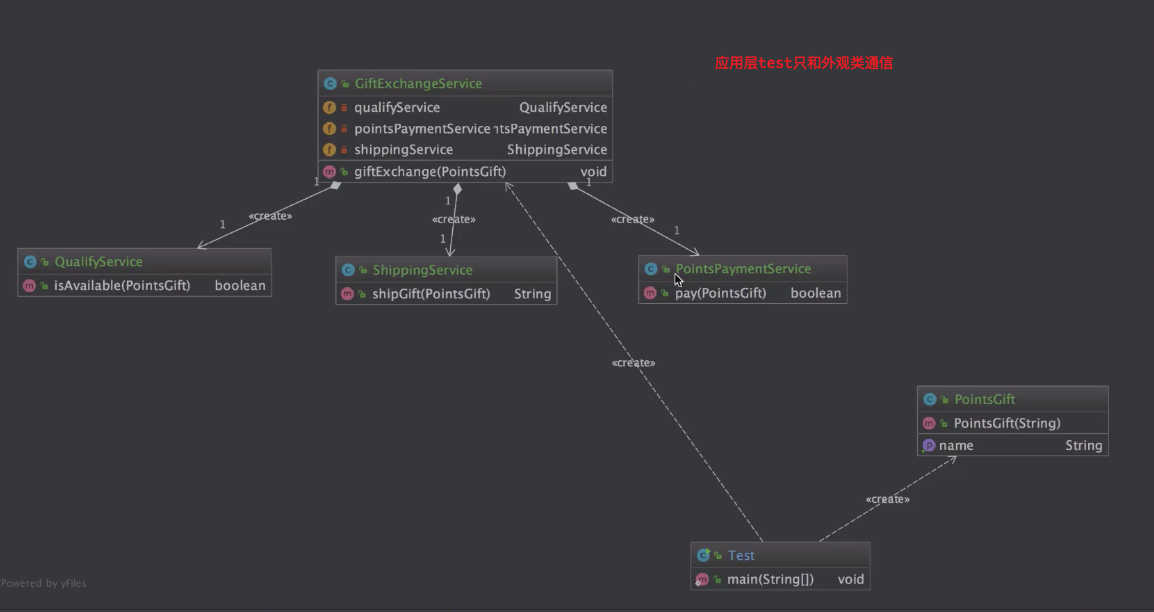 应用层test只和外观类通信
GiftExchangeService
qualifyService QualifyService
pointsPaymentService ntsPaymentService
shippingService ShippingService
giftExchange(PointsGift) void
1 1
1
«create» «create» «create»
1 1 1
QualifyService
isAvailable(PointsGift) boolean
ShippingService
shipGift(PointsGift) String
PointsPaymentService
pay(PointsGift) boolean
«create»
PointsGift
PointsGift(String)
name String
«create»
Test
main(String[]) void
Powered by yFiles